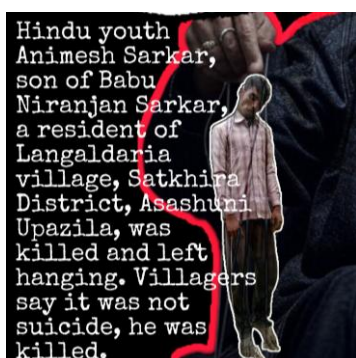 Hindu youth
Animesh Sarkar,
son of Babu
Niranjan Sarkar,
a resident of
Langaldaria
village, Satkhira
District, Asashuni
Upazila, was
killed and left
hanging. Villagers
say it was not
suicide, he was
killed.